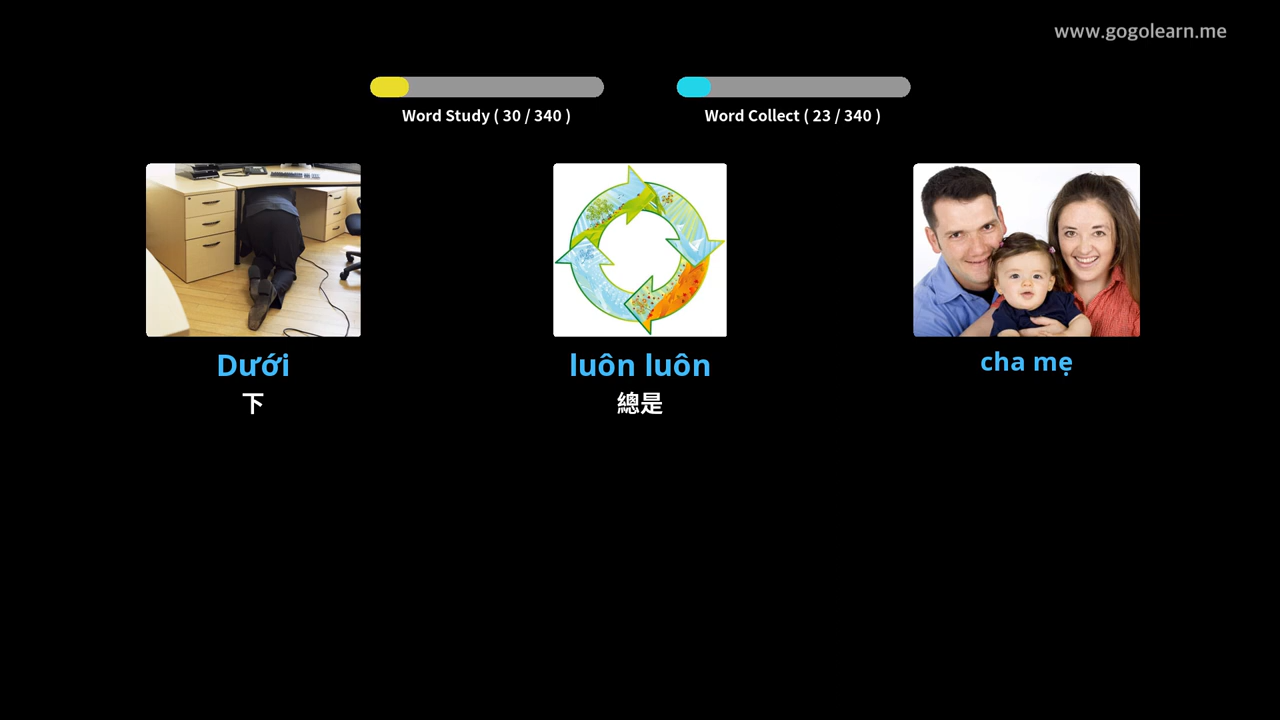 www.gogolearn.me
Word Study ( 30 / 340 )
Word Collect ( 23 / 340 )
Dưới
下
luôn luôn
總是
cha mẹ